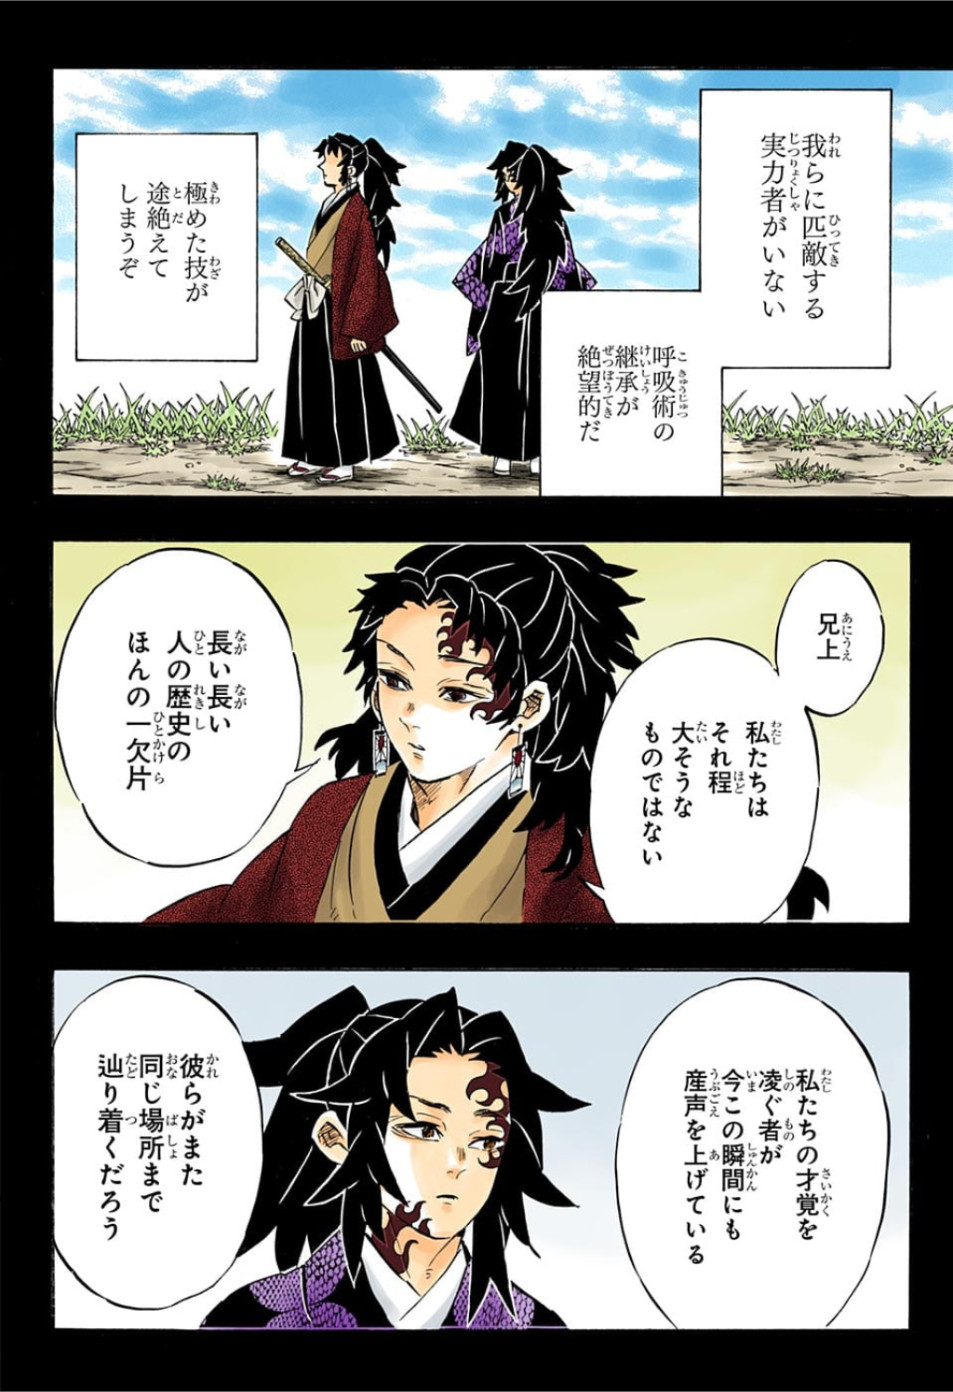 我らに匹敵する
実力者がいない
呼吸術の
継承が
絶望的だ
極めた技が
途絶えて
しまうぞ
兄上
私たちは
それ程
大そうな
ものではない
長い長い
人の歴史の
ほんの一欠片
私たちの才覚を
凌ぐ者が
今この瞬間にも
産声を上げている
彼らがまた
同じ場所まで
辿り着くだろう